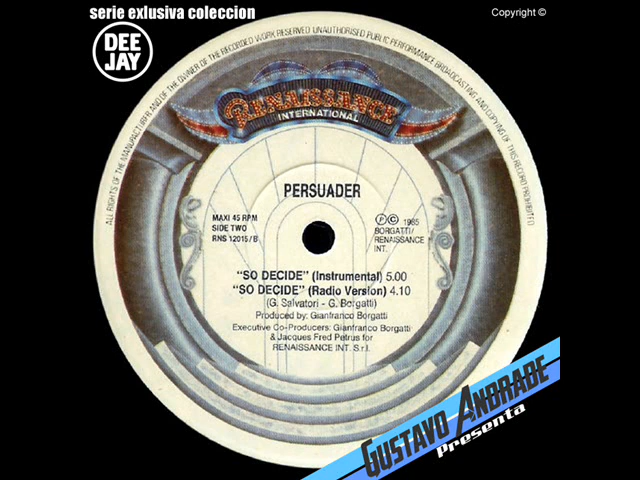 serie exlusiva coleccion
DEE
JAY
Copyright ©
ALL RIGHTS OF THE MANUFACTURER AND OF THE OWNER OF THE RECORDED WORK RESERVED UNAUTHORISED PUBLIC PERFORMANCE BROADCASTING AND COPYING OF THIS RECORD PROHIBITED
RENAISSANCE
INTERNATIONAL
PERSUADER
MAXI 45 RPM
SIDE TWO
RNS 12015/B
Ⓟ © 1985
BORGATTI/
RENAISSANCE
INT.
"SO DECIDE" (Instrumental) 5.00
"SO DECIDE" (Radio Version) 4.10
(G. Salvatori - G. Borgatti)
Produced by: Gianfranco Borgatti
Executive Co-Producers: Gianfranco Borgatti
& Jacques Fred Petrus for
RENAISSANCE INT. S.r.l.
GUSTAVO ANDRADE
Presenta